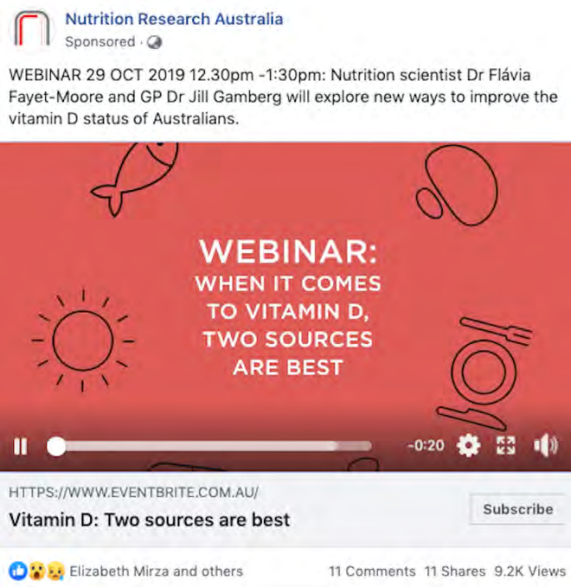 Nutrition Research Australia
Sponsored ·
WEBINAR 29 OCT 2019 12.30pm -1:30pm: Nutrition scientist Dr Flávia
Fayet-Moore and GP Dr Jill Gamberg will explore new ways to improve the
vitamin D status of Australians.
WEBINAR:
WHEN IT COMES
TO VITAMIN D,
TWO SOURCES
ARE BEST
-0:20
HTTPS://WWW.EVENTBRITE.COM.AU/
Vitamin D: Two sources are best
Subscribe
Elizabeth Mirza and others 11 Comments 11 Shares 9.2K Views